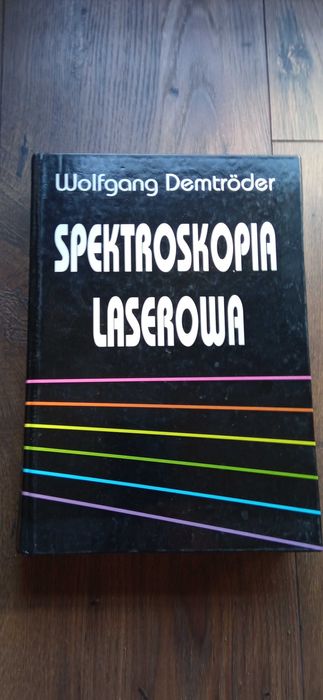 Wolfgang Demtröder
SPEKTROSKOPIA
LASEROWA